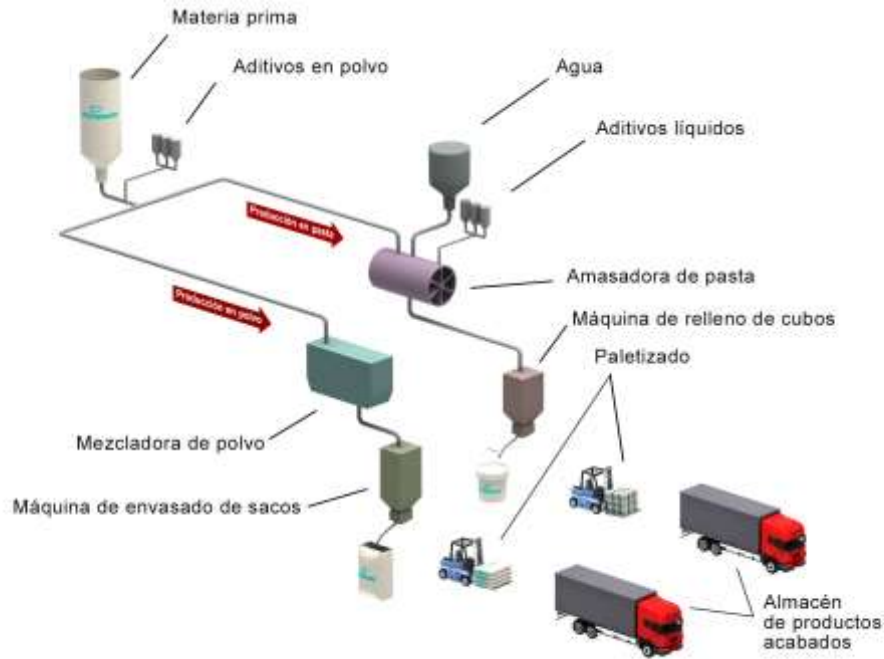 Materia prima
Aditivos en polvo
Agua
Aditivos líquidos
Producción en pasta
Amasadora de pasta
Producción en polvo
Máquina de relleno de cubos
Paletizado
Mezcladora de polvo
Máquina de envasado de sacos
Almacén
de productos
acabados